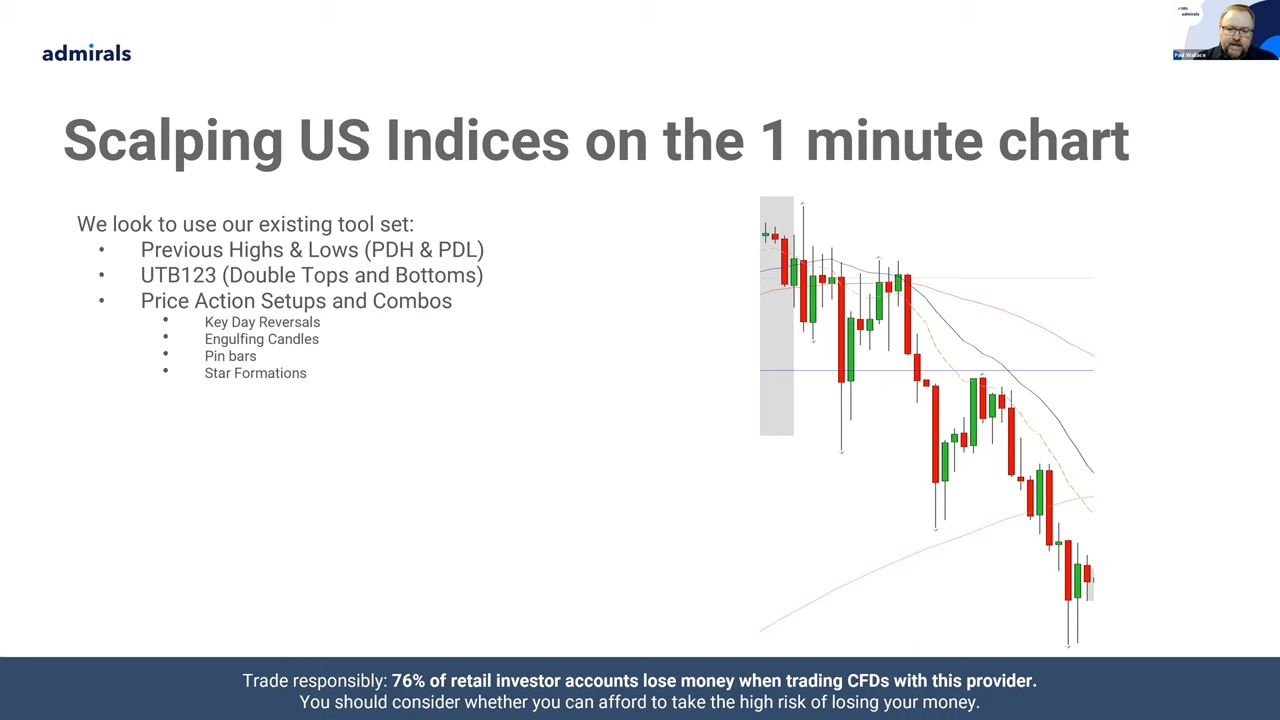 admirals
admirals
Paul Wallace
Scalping US Indices on the 1 minute chart
We look to use our existing tool set:
• Previous Highs & Lows (PDH & PDL)
• UTB123 (Double Tops and Bottoms)
• Price Action Setups and Combos
• Key Day Reversals
• Engulfing Candles
• Pin bars
• Star Formations
Trade responsibly: 76% of retail investor accounts lose money when trading CFDs with this provider.
You should consider whether you can afford to take the high risk of losing your money.